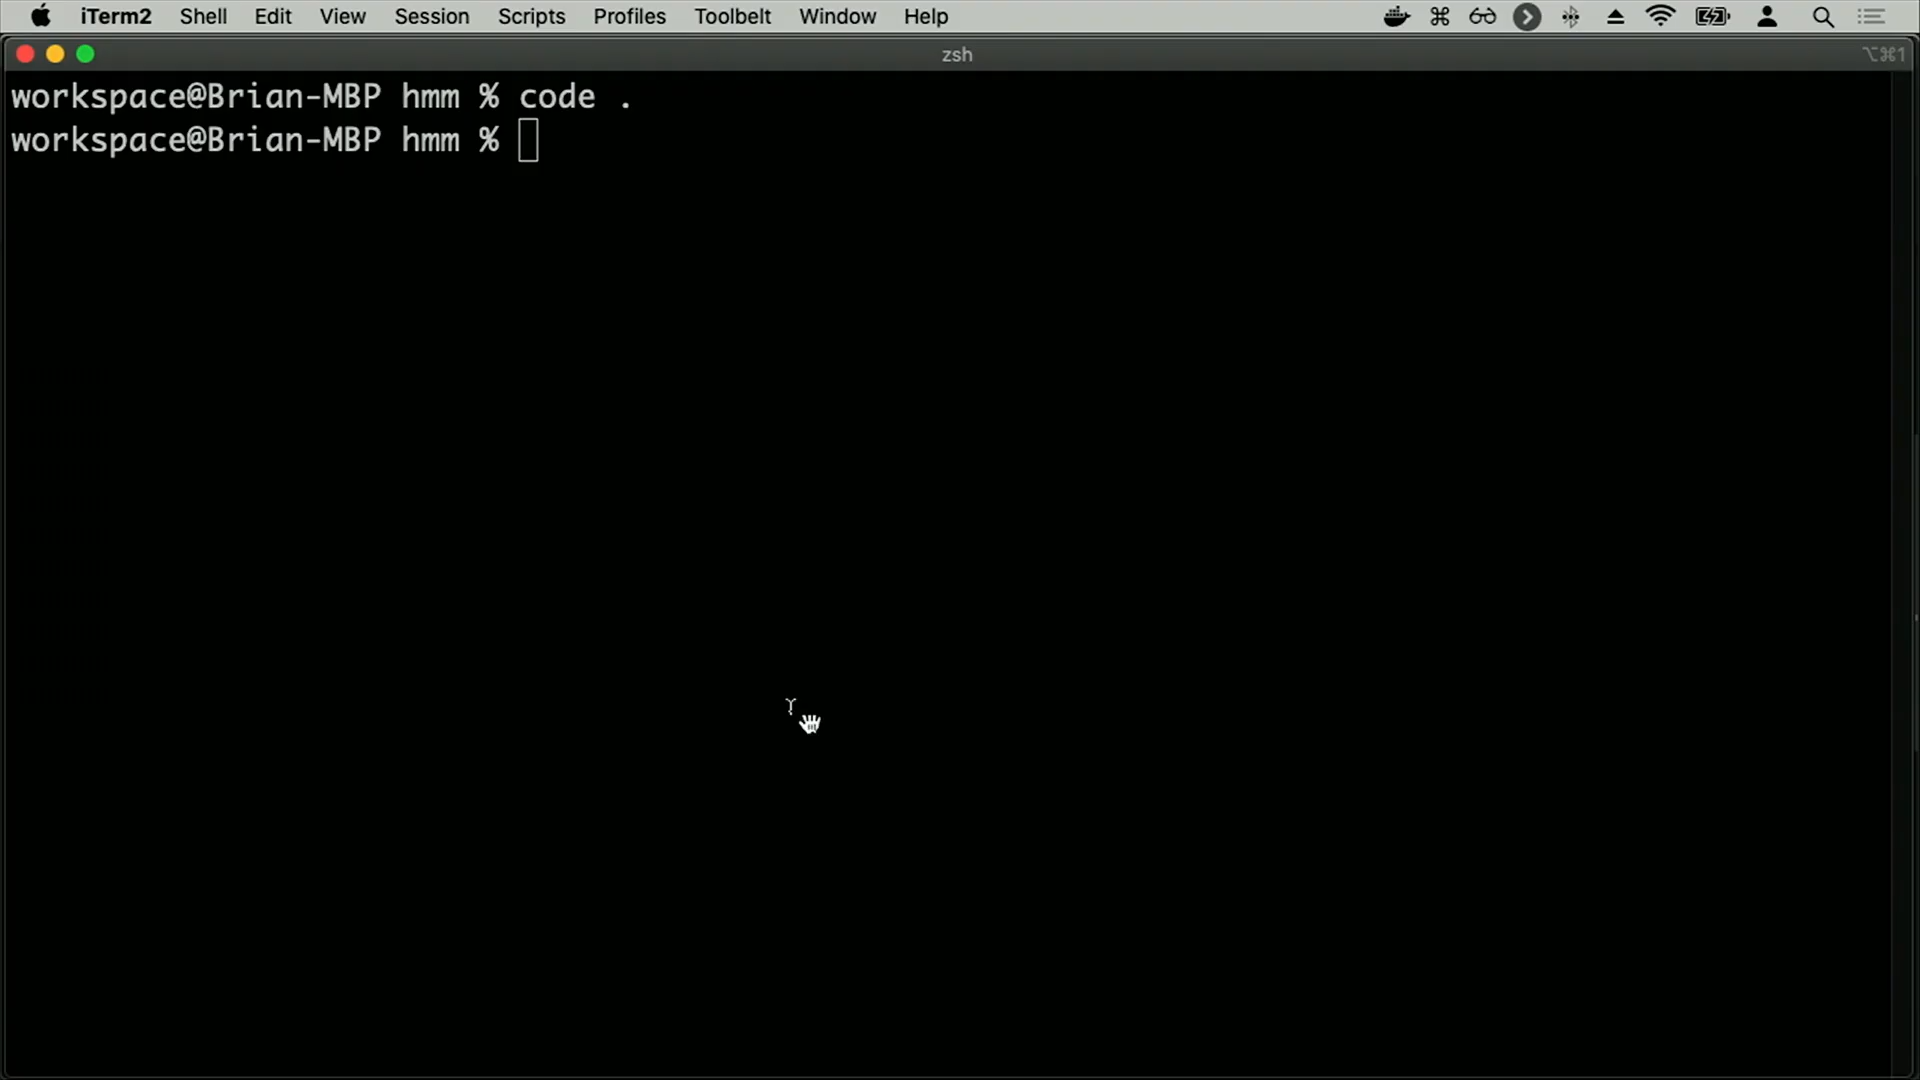 iTerm2 Shell Edit View Session Scripts Profiles Toolbelt Window Help
zsh ⌥⌘1
workspace@Brian-MBP hmm % code .
workspace@Brian-MBP hmm %